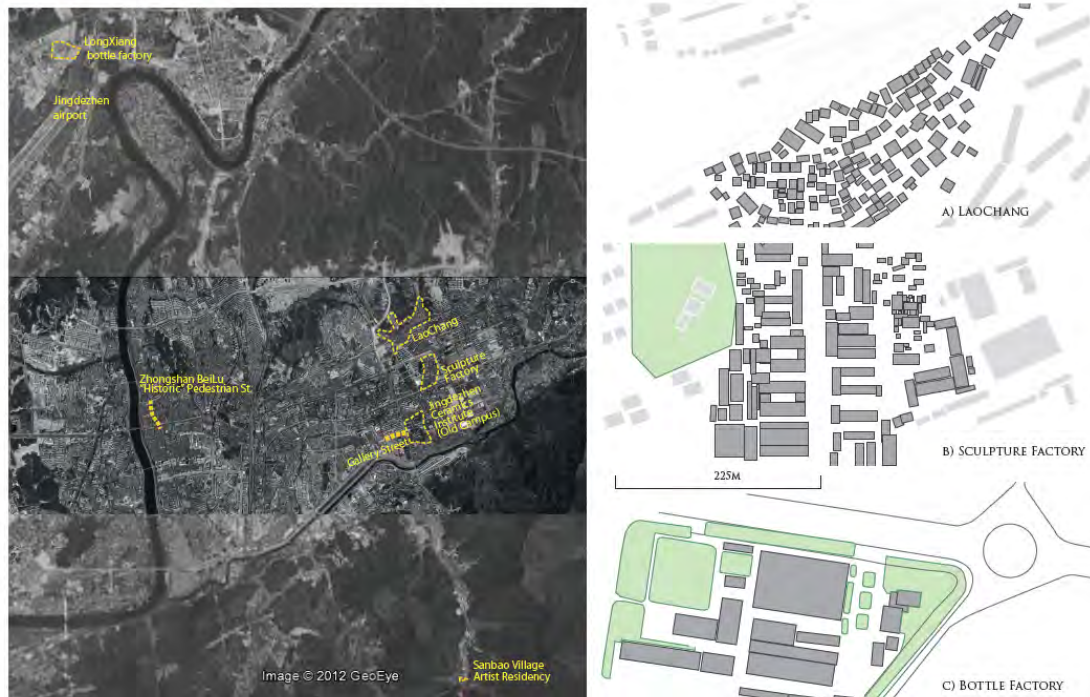 LongXiang
bottle factory
Jingdezhen
airport
LaoChang
Sculpture
Factory
Zhongshan BeiLu
"Historic" Pedestrian St.
Jingdezhen
Ceramics
Institute
(Old Campus)
Gallery Street
Image © 2012 GeoEye
Sanbao Village
Artist Residency
A) LAOCHANG
B) SCULPTURE FACTORY
225M
C) BOTTLE FACTORY